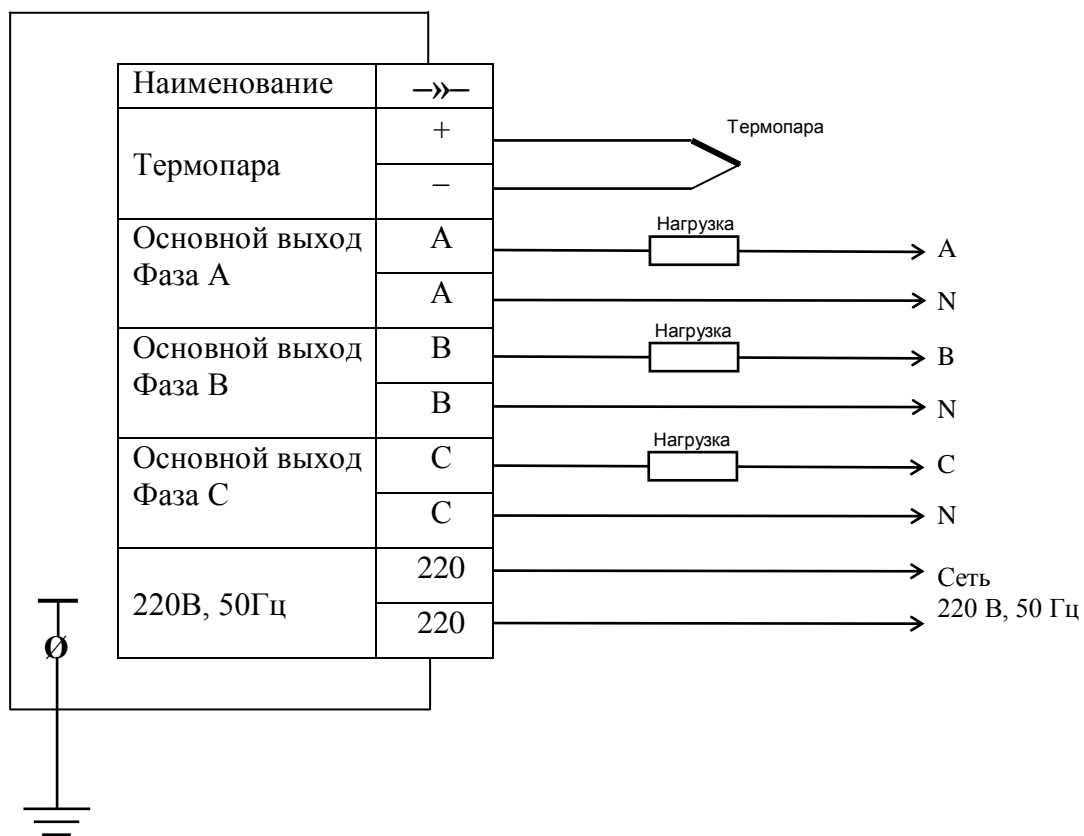 Наименование –»–
Термопара
+
–
Термопара
Основной выход
Фаза А
А
Нагрузка
A
А
N
Основной выход
Фаза В
В
Нагрузка
B
В
N
Основной выход
Фаза С
С
Нагрузка
C
С
N
220В, 50Гц
220
220
Сеть
220 В, 50 Гц
Ø